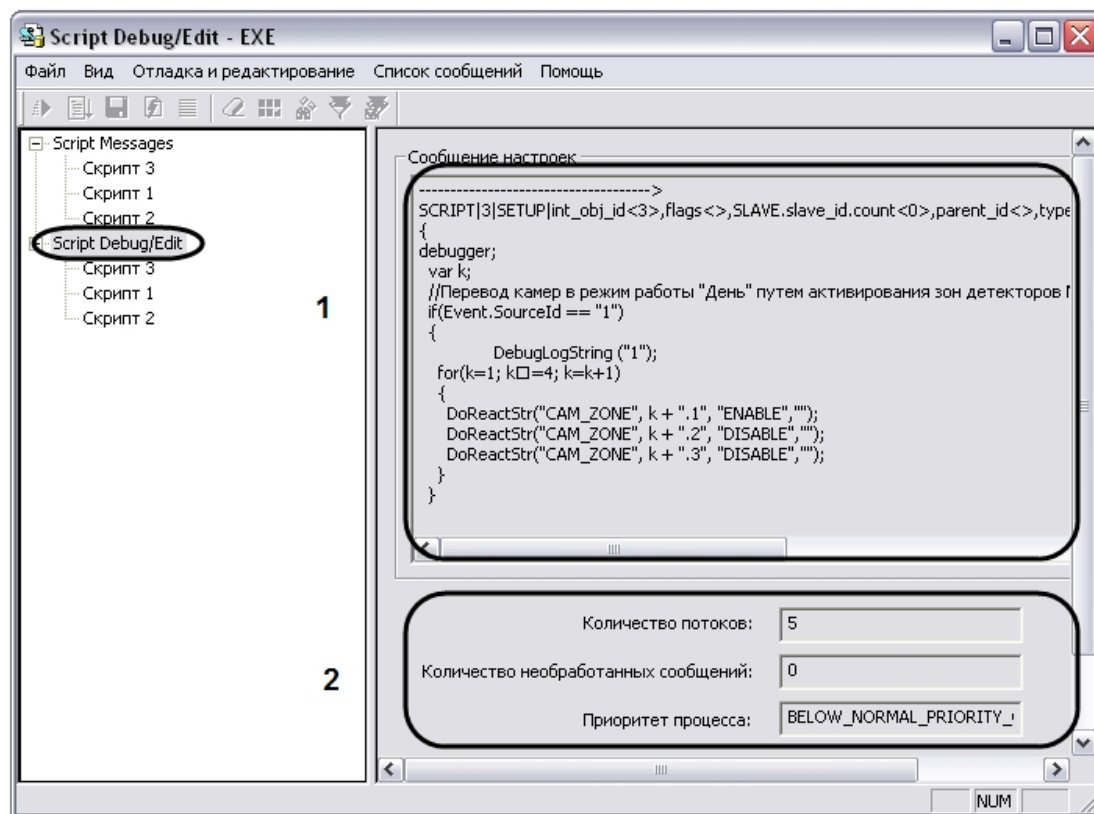 Script Debug/Edit - EXE
Файл Вид Отладка и редактирование Список сообщений Помощь
Script Messages
Скрипт 3
Скрипт 1
Скрипт 2
Script Debug/Edit
Скрипт 3
Скрипт 1
Скрипт 2
1
2
Сообщение настроек
------------------------------------->
SCRIPT|3|SETUP|int_obj_id<3>,flags<>,SLAVE.slave_id.count<0>,parent_id<>,type
{
debugger;
var k;
//Перевод камер в режим работы "День" путем активирования зон детекторов
if(Event.SourceId == "1")
{
DebugLogString ("1");
for(k=1; k□=4; k=k+1)
{
DoReactStr("CAM_ZONE", k + ".1", "ENABLE","");
DoReactStr("CAM_ZONE", k + ".2", "DISABLE","");
DoReactStr("CAM_ZONE", k + ".3", "DISABLE","");
}
}
Количество потоков: 5
Количество необработанных сообщений: 0
Приоритет процесса: BELOW_NORMAL_PRIORITY_
NUM